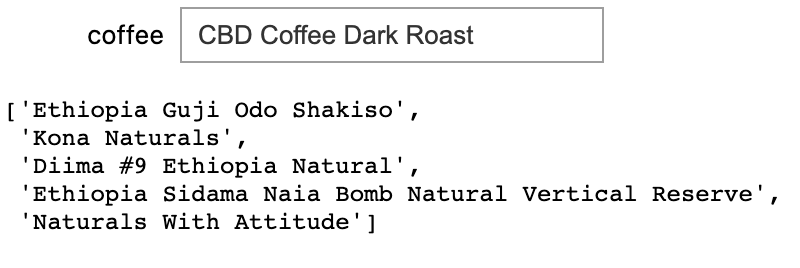 coffee CBD Coffee Dark Roast
['Ethiopia Guji Odo Shakiso',
'Kona Naturals',
'Diima #9 Ethiopia Natural',
'Ethiopia Sidama Naia Bomb Natural Vertical Reserve',
'Naturals With Attitude']